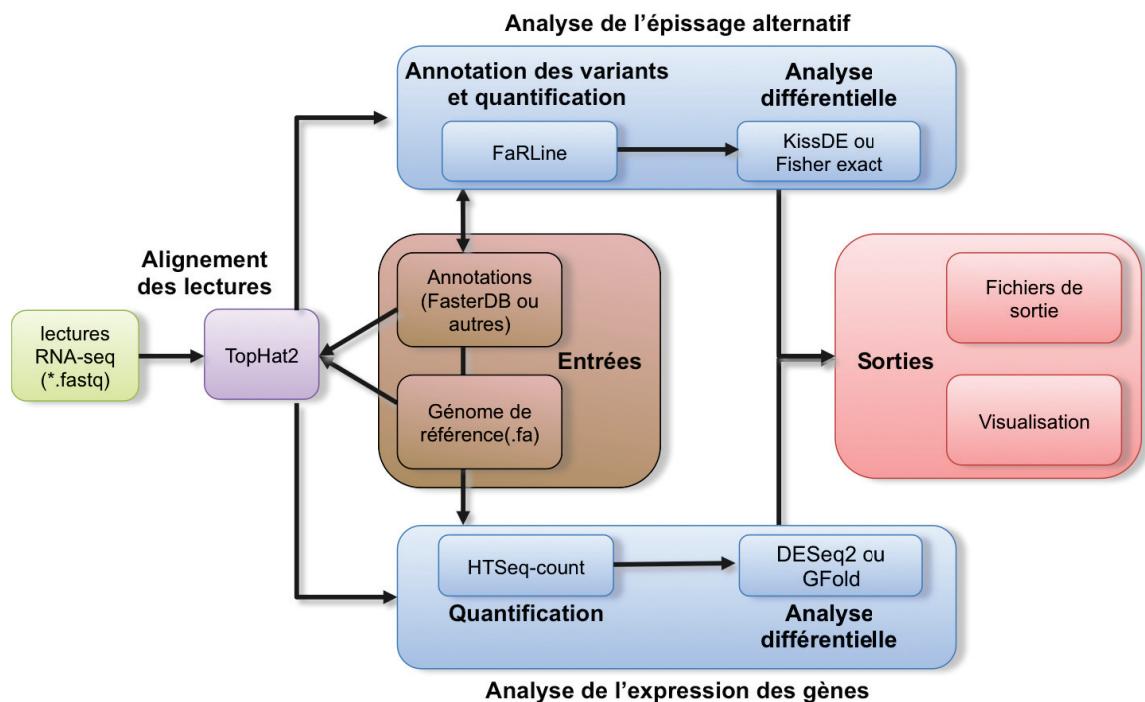 Analyse de l'épissage alternatif
Annotation des variants
et quantification
Analyse
différentielle
FaRLine
KissDE ou
Fisher exact
Alignement
des lectures
lectures
RNA-seq
(*.fastq)
TopHat2
Annotations
(FasterDB ou
autres)
Entrées
Génome de
référence(.fa)
Fichiers de
sortie
Sorties
Visualisation
HTSeq-count
DESeq2 ou
GFold
Quantification
Analyse
différentielle
Analyse de l'expression des gènes